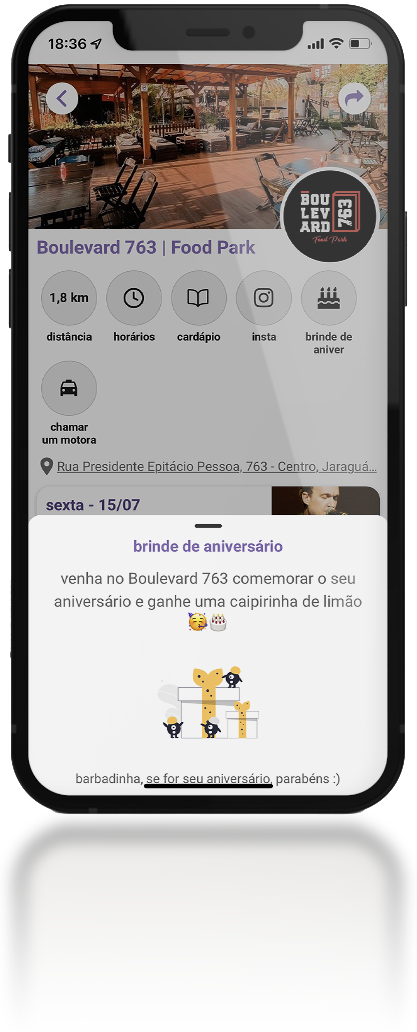 18:36
BOU
LEV
ARD
763
Food Park
Boulevard 763 | Food Park
1,8 km
distância
horários
cardápio
insta
brinde de
aniver
chamar
um motora
Rua Presidente Epitácio Pessoa, 763 - Centro, Jaraguá...
sexta - 15/07
brinde de aniversário
venha no Boulevard 763 comemorar o seu
aniversário e ganhe uma caipirinha de limão
🥳🎂
barbadinha, se for seu aniversário, parabéns :)